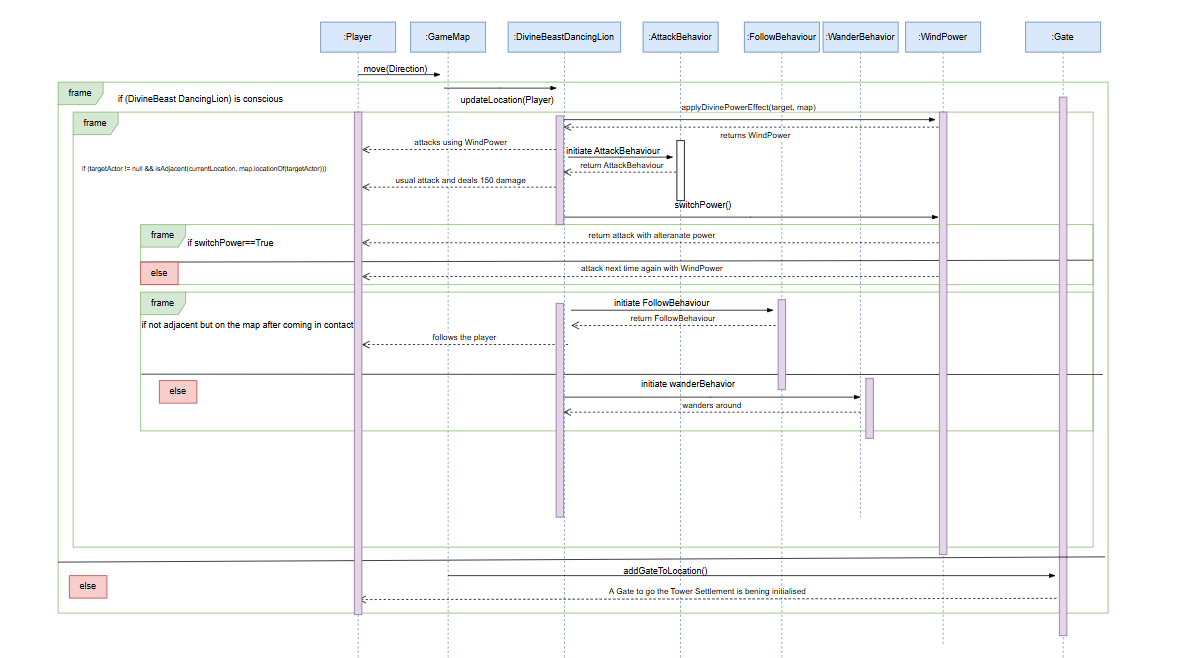 :Player
:GameMap
:DivineBeastDancingLion
:AttackBehavior
:FollowBehaviour
:WanderBehavior
:WindPower
:Gate
move(Direction)
frame
if (DivineBeast DancingLion) is conscious
updateLocation(Player)
frame
applyDivinePowerEffect(target, map)
returns WindPower
attacks using WindPower
initiate AttackBehaviour
if (targetActor != null && isAdjacent(currentLocation, map.locationOf(targetActor)))
return AttackBehaviour
usual attack and deals 150 damage
switchPower()
frame
if switchPower==True
return attack with alteranate power
else
attack next time again with WindPower
frame
initiate FollowBehaviour
if not adjacent but on the map after coming in contact
return FollowBehaviour
follows the player
else
initiate wanderBehavior
wanders around
else
addGateToLocation()
A Gate to go the Tower Settlement is bening initialised